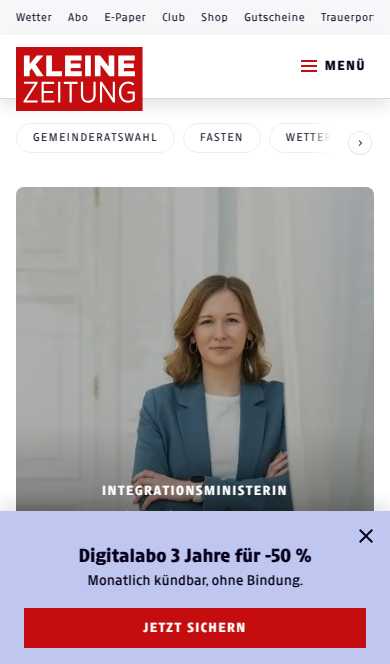 Wetter Abo E-Paper Club Shop Gutscheine
KLEINE
ZEITUNG
MENÜ
GEMEINDERATSWAHL FASTEN WETTER
INTEGRATIONSMINISTERIN
Digitalabo 3 Jahre für -50 %
Monatlich kündbar, ohne Bindung.
JETZT SICHERN